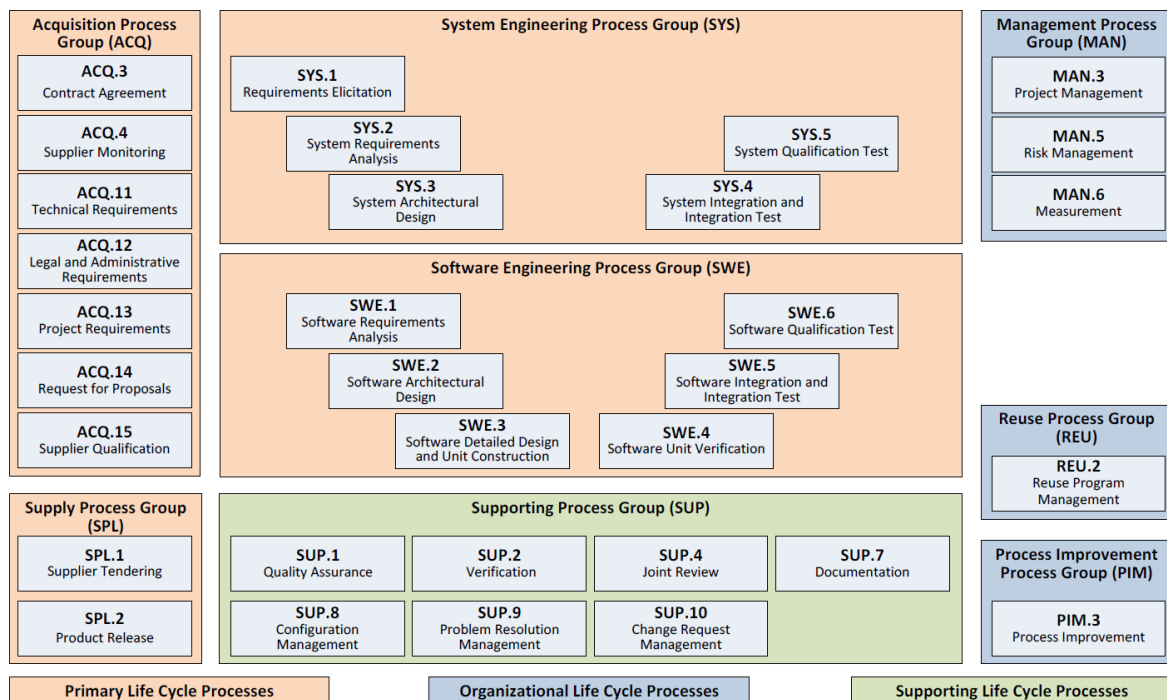 Acquisition Process
Group (ACQ)
ACQ.3
Contract Agreement
ACQ.4
Supplier Monitoring
ACQ.11
Technical Requirements
ACQ.12
Legal and Administrative
Requirements
ACQ.13
Project Requirements
ACQ.14
Request for Proposals
ACQ.15
Supplier Qualification
System Engineering Process Group (SYS)
SYS.1
Requirements Elicitation
SYS.2
System Requirements
Analysis
SYS.3
System Architectural
Design
SYS.5
System Qualification Test
SYS.4
System Integration and
Integration Test
Management Process
Group (MAN)
MAN.3
Project Management
MAN.5
Risk Management
MAN.6
Measurement
Software Engineering Process Group (SWE)
SWE.1
Software Requirements
Analysis
SWE.2
Software Architectural
Design
SWE.3
Software Detailed Design
and Unit Construction
SWE.6
Software Qualification Test
SWE.5
Software Integration and
Integration Test
SWE.4
Software Unit Verification
Reuse Process Group
(REU)
REU.2
Reuse Program
Management
Supply Process Group
(SPL)
SPL.1
Supplier Tendering
SPL.2
Product Release
Supporting Process Group (SUP)
SUP.1
Quality Assurance
SUP.2
Verification
SUP.4
Joint Review
SUP.7
Documentation
SUP.8
Configuration
Management
SUP.9
Problem Resolution
Management
SUP.10
Change Request
Management
Process Improvement
Process Group (PIM)
PIM.3
Process Improvement
Primary Life Cycle Processes
Organizational Life Cycle Processes
Supporting Life Cycle Processes